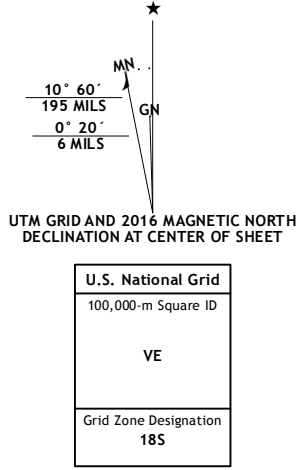 ★
MN
10° 60´
195 MILS
GN
0° 20´
6 MILS
UTM GRID AND 2016 MAGNETIC NORTH
DECLINATION AT CENTER OF SHEET
U.S. National Grid
100,000-m Square ID
VE
Grid Zone Designation
18S